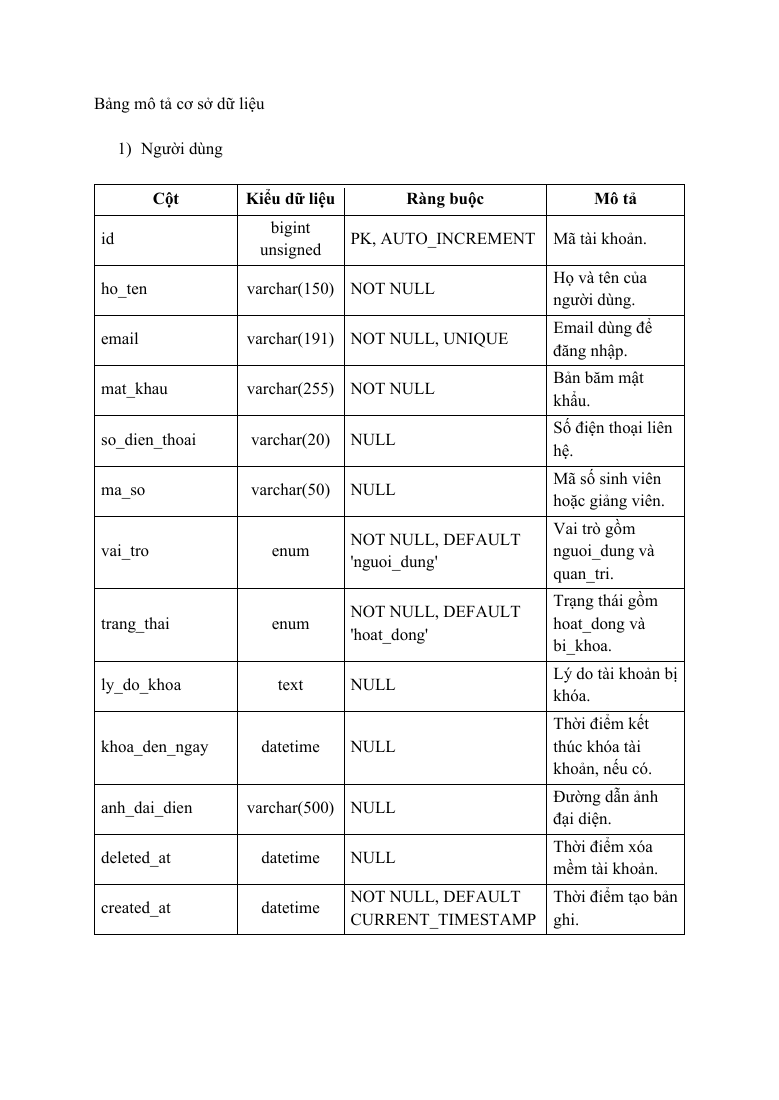 Bảng mô tả cơ sở dữ liệu
1) Người dùng
Cột Kiểu dữ liệu Ràng buộc Mô tả
id
bigint
unsigned
PK, AUTO_INCREMENT
Mã tài khoản.
ho_ten
varchar(150)
NOT NULL
Họ và tên của
người dùng.
email
varchar(191)
NOT NULL, UNIQUE
Email dùng để
đăng nhập.
mat_khau
varchar(255)
NOT NULL
Bản băm mật
khẩu.
so_dien_thoai
varchar(20)
NULL
Số điện thoại liên
hệ.
ma_so
varchar(50)
NULL
Mã số sinh viên
hoặc giảng viên.
vai_tro
enum
NOT NULL, DEFAULT
'nguoi_dung'
Vai trò gồm
nguoi_dung và
quan_tri.
trang_thai
enum
NOT NULL, DEFAULT
'hoat_dong'
Trạng thái gồm
hoat_dong và
bi_khoa.
ly_do_khoa
text
NULL
Lý do tài khoản bị
khóa.
khoa_den_ngay
datetime
NULL
Thời điểm kết
thúc khóa tài
khoản, nếu có.
anh_dai_dien
varchar(500)
NULL
Đường dẫn ảnh
đại diện.
deleted_at
datetime
NULL
Thời điểm xóa
mềm tài khoản.
created_at
datetime
NOT NULL, DEFAULT
CURRENT_TIMESTAMP
Thời điểm tạo bản
ghi.